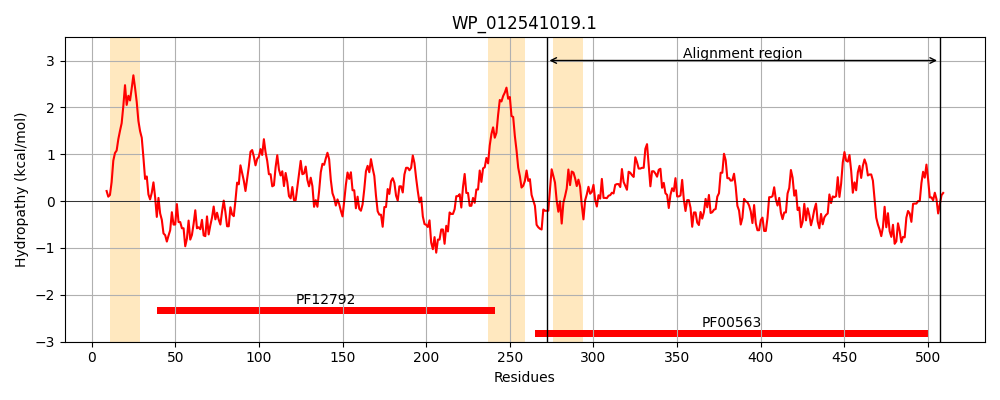 WP_012541019.1
Hydropathy (kcal/mol)
3
2
1
0
−1
−2
−3
Alignment region
PF12792
PF00563
0 50 100 150 200 250 300 350 400 450 500
Residues